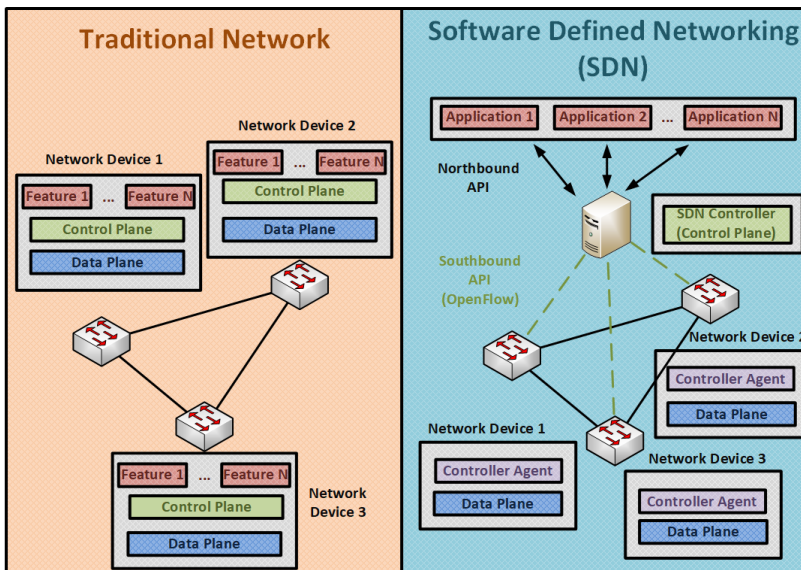 Traditional Network
Network Device 2
Feature 1 ... Feature N
Control Plane
Data Plane
Network Device 1
Feature 1 ... Feature N
Control Plane
Data Plane
Feature 1 ... Feature N
Control Plane
Data Plane
Network
Device 3
Software Defined Networking
(SDN)
Application 1 Application 2 ... Application N
Northbound
API
SDN Controller
(Control Plane)
Southbound
API
(OpenFlow)
Network Device 2
Controller Agent
Data Plane
Network Device 1
Controller Agent
Data Plane
Network Device 3
Controller Agent
Data Plane